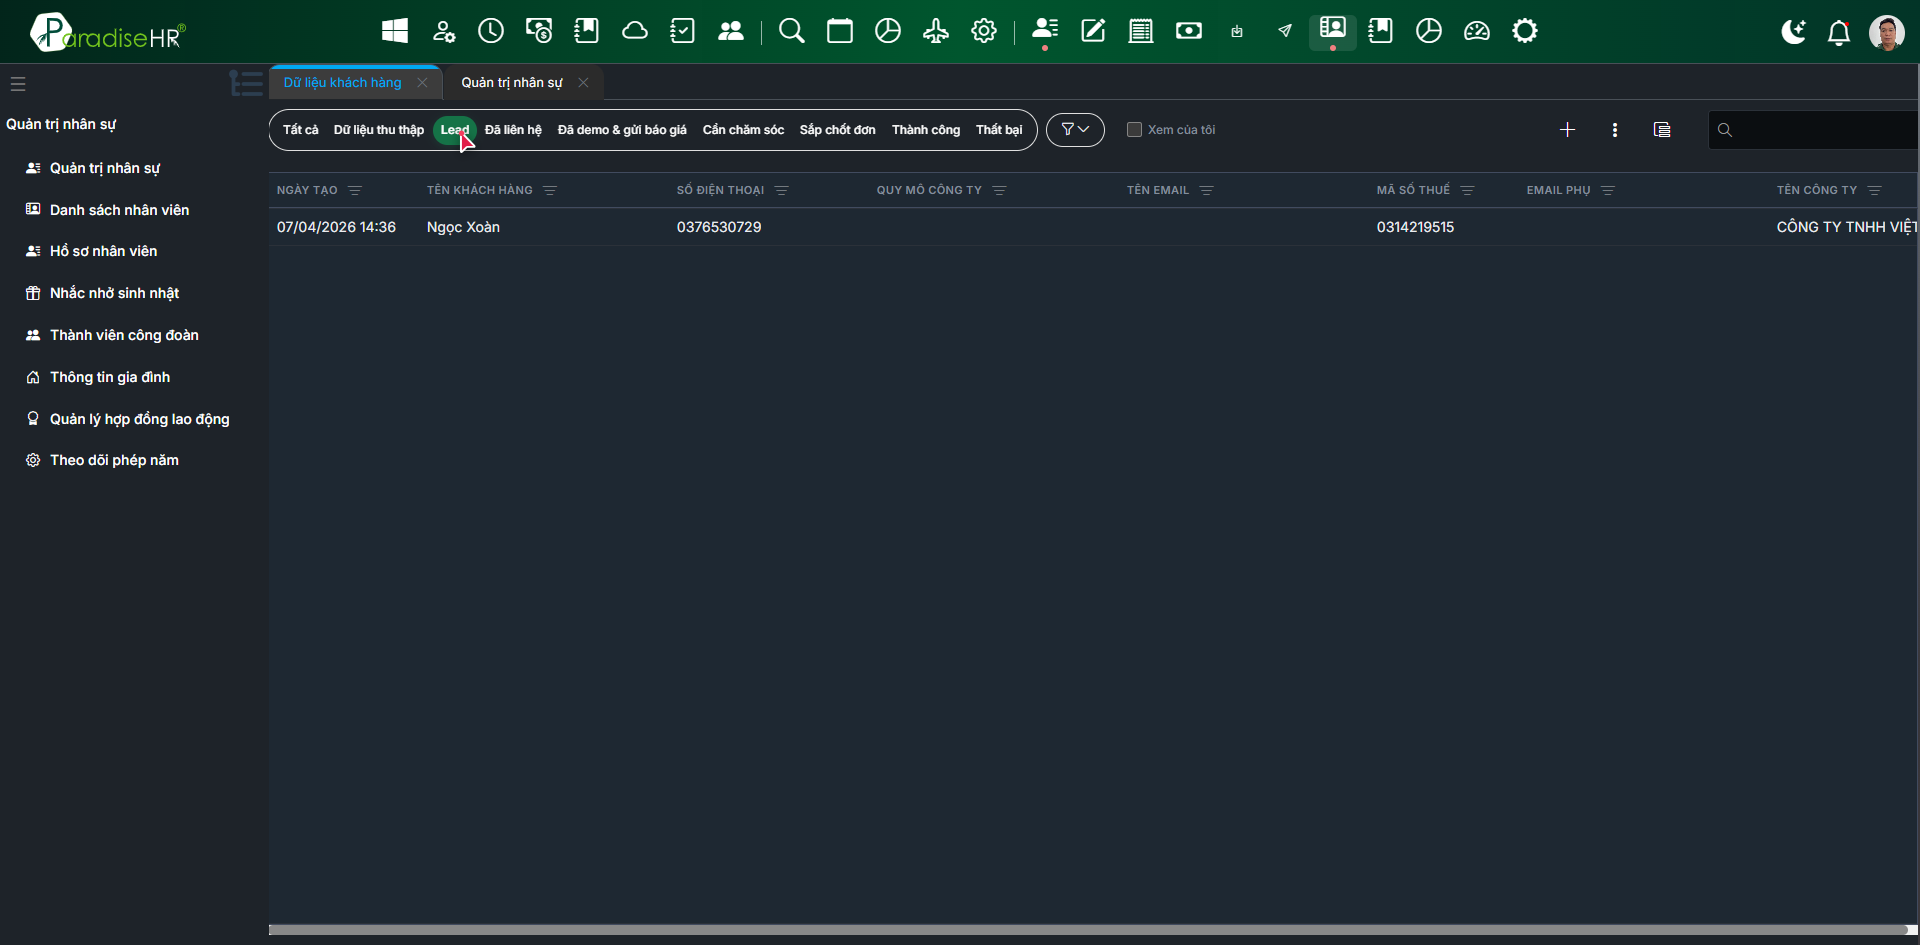 ParadiseHR®
Dữ liệu khách hàng
Quản trị nhân sự
Quản trị nhân sự
Quản trị nhân sự
Danh sách nhân viên
Hồ sơ nhân viên
Nhắc nhở sinh nhật
Thành viên công đoàn
Thông tin gia đình
Quản lý hợp đồng lao động
Theo dõi phép năm
Tất cả Dữ liệu thu thập Lead Đã liên hệ Đã demo & gửi báo giá Cần chăm sóc Sắp chốt đơn Thành công Thất bại Xem của tôi
NGÀY TẠO TÊN KHÁCH HÀNG SỐ ĐIỆN THOẠI QUY MÔ CÔNG TY TÊN EMAIL MÃ SỐ THUẾ EMAIL PHỤ TÊN CÔNG TY
07/04/2026 14:36 Ngọc Xoàn 0376530729 0314219515 CÔNG TY TNHH VIỆT